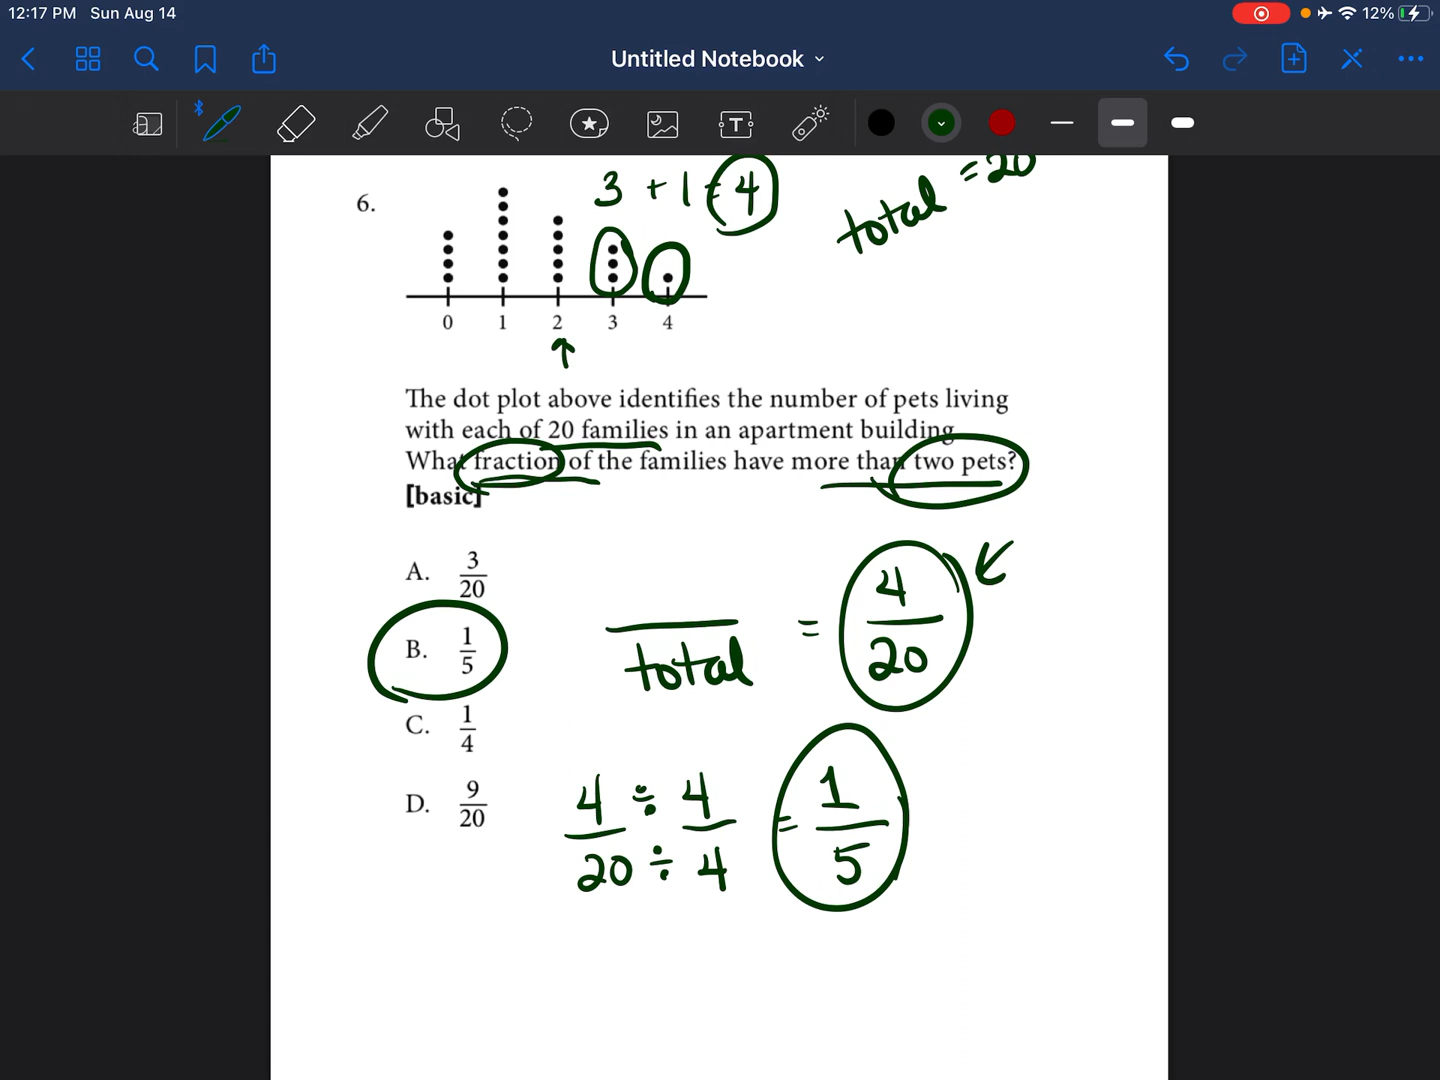 12:17 PM Sun Aug 14
12%
Untitled Notebook
T
3 + 1 = 4
total = 20
6.
0 1 2 3 4
The dot plot above identifies the number of pets living
with each of 20 families in an apartment building
What fraction of the families have more than two pets?
[basic]
A. 3/20
B. 1/5
C. 1/4
D. 9/20
total = 4/20
4 ÷ 4 = 1
20 ÷ 4 5